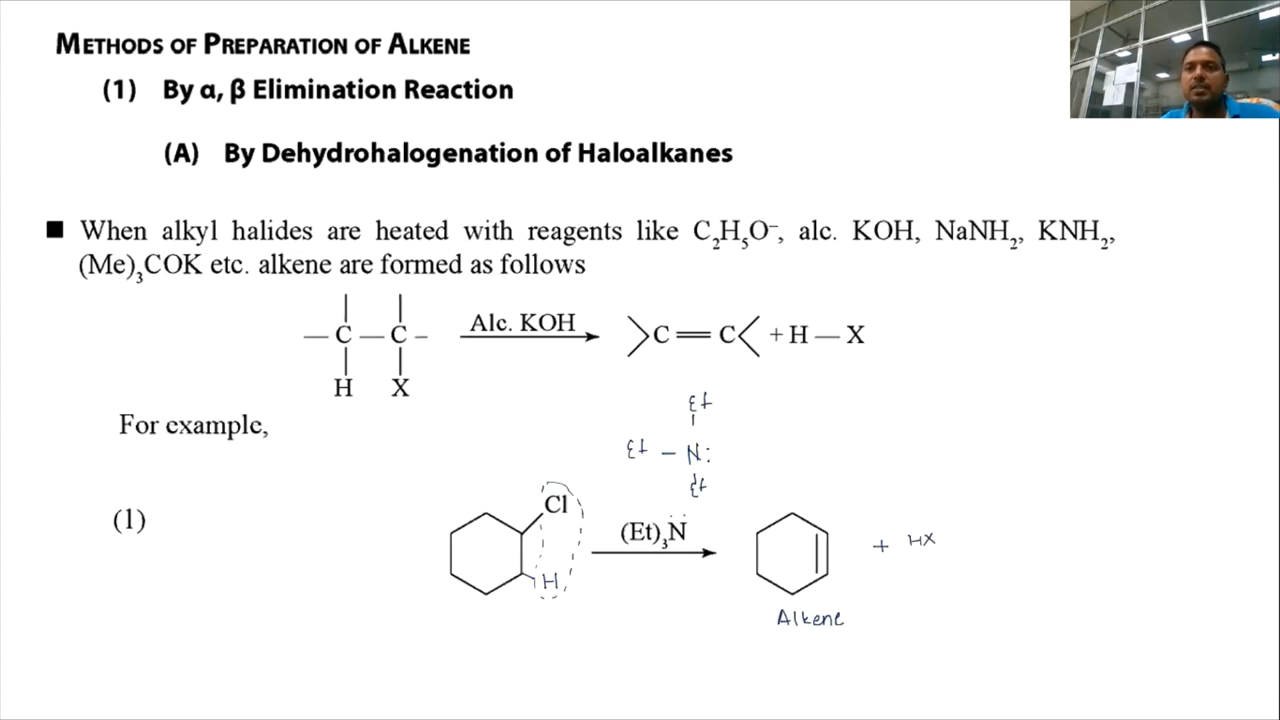 METHODS OF PREPARATION OF ALKENE
(1) By α, β Elimination Reaction
(A) By Dehydrohalogenation of Haloalkanes
■ When alkyl halides are heated with reagents like C₂H₅O⁻, alc. KOH, NaNH₂, KNH₂,
(Me)₃COK etc. alkene are formed as follows
Alc. KOH
— C — C — → >C = C< + H — X
H X
For example,
Et
Et – N:
Et
(1)
Cl
(Et)₃N
H
+ HX
Alkene